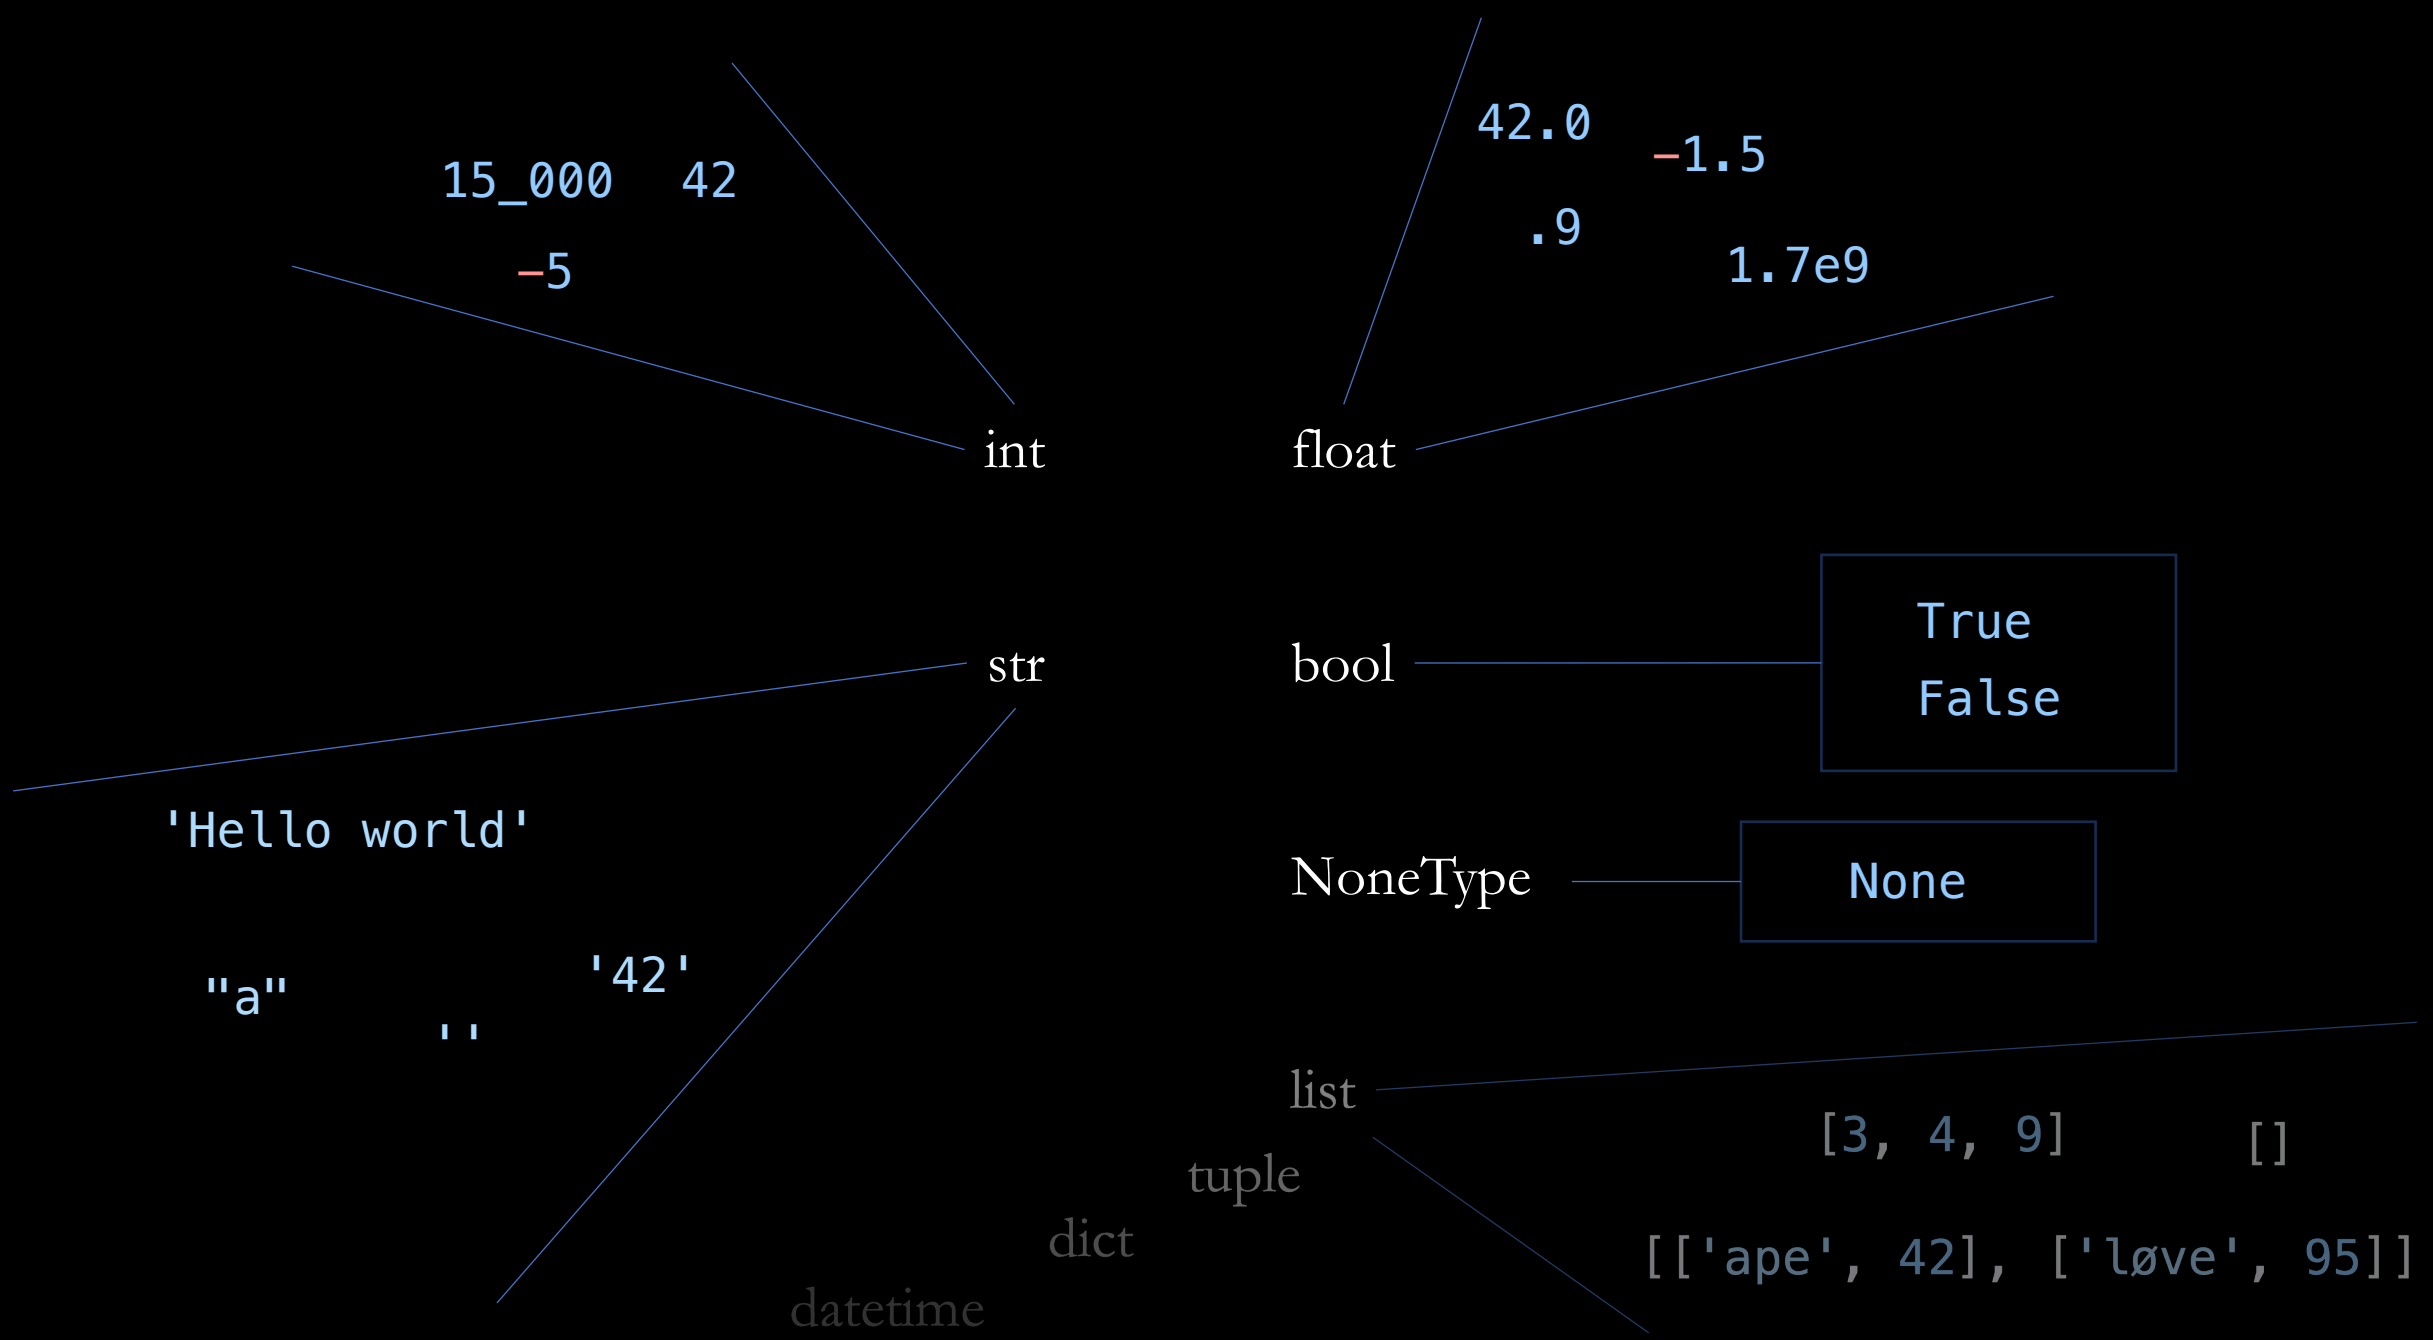 15_000 42
-5
int
42.0
-1.5
.9
1.7e9
float
str
'Hello world'
"a"
'42'
''
bool
True
False
NoneType
None
list
[3, 4, 9]
[]
[['ape', 42], ['løve', 95]]
tuple
dict
datetime